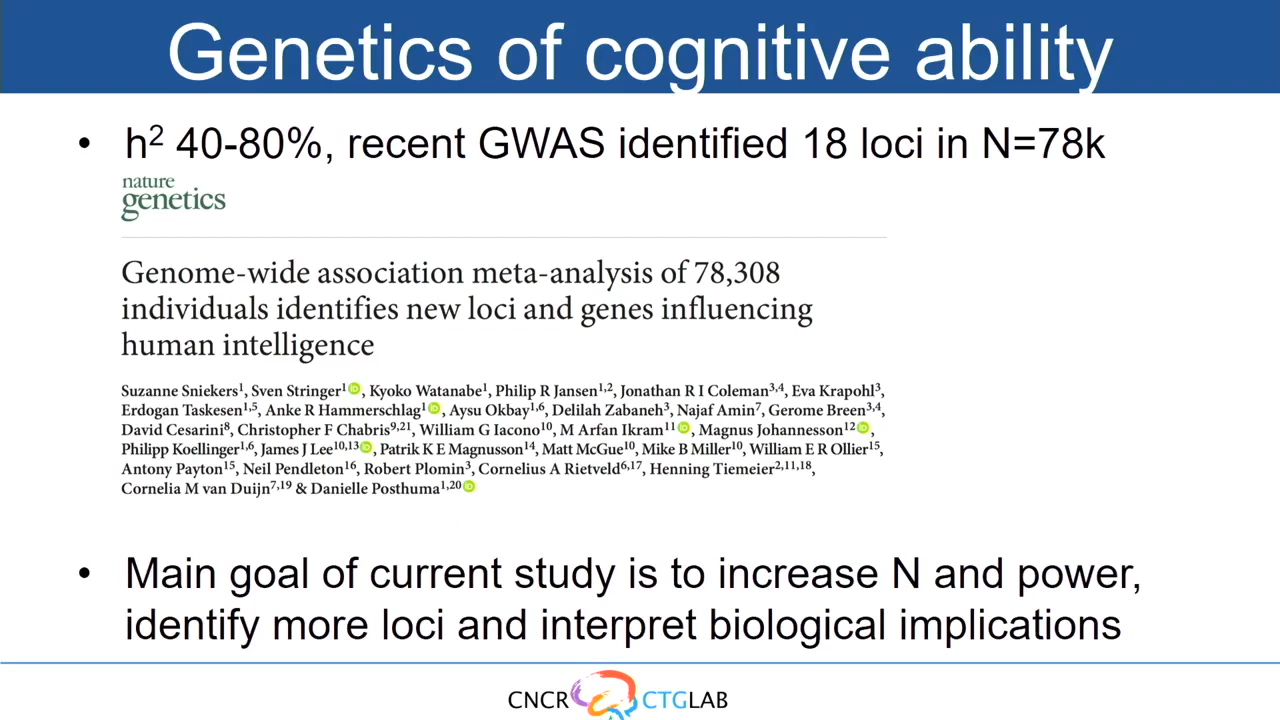 Genetics of cognitive ability
• h² 40-80%, recent GWAS identified 18 loci in N=78k
nature
genetics
Genome-wide association meta-analysis of 78,308
individuals identifies new loci and genes influencing
human intelligence
Suzanne Sniekers¹, Sven Stringer¹ iD, Kyoko Watanabe¹, Philip R Jansen¹,², Jonathan R I Coleman³,⁴, Eva Krapohl³,
Erdogan Taskesen¹,⁵, Anke R Hammerschlag¹ iD, Aysu Okbay¹,⁶, Delilah Zabaneh³, Najaf Amin⁷, Gerome Breen³,⁴,
David Cesarini⁸, Christopher F Chabris⁹,²¹, William G Iacono¹⁰, M Arfan Ikram¹¹ iD, Magnus Johannesson¹² iD,
Philipp Koellinger¹,⁶, James J Lee¹⁰,¹³ iD, Patrik K E Magnusson¹⁴, Matt McGue¹⁰, Mike B Miller¹⁰, William E R Ollier¹⁵,
Antony Payton¹⁵, Neil Pendleton¹⁶, Robert Plomin³, Cornelius A Rietveld⁶,¹⁷, Henning Tiemeier²,¹¹,¹⁸,
Cornelia M van Duijn⁷,¹⁹ & Danielle Posthuma¹,²⁰ iD
• Main goal of current study is to increase N and power,
identify more loci and interpret biological implications
CNCR CTGLAB